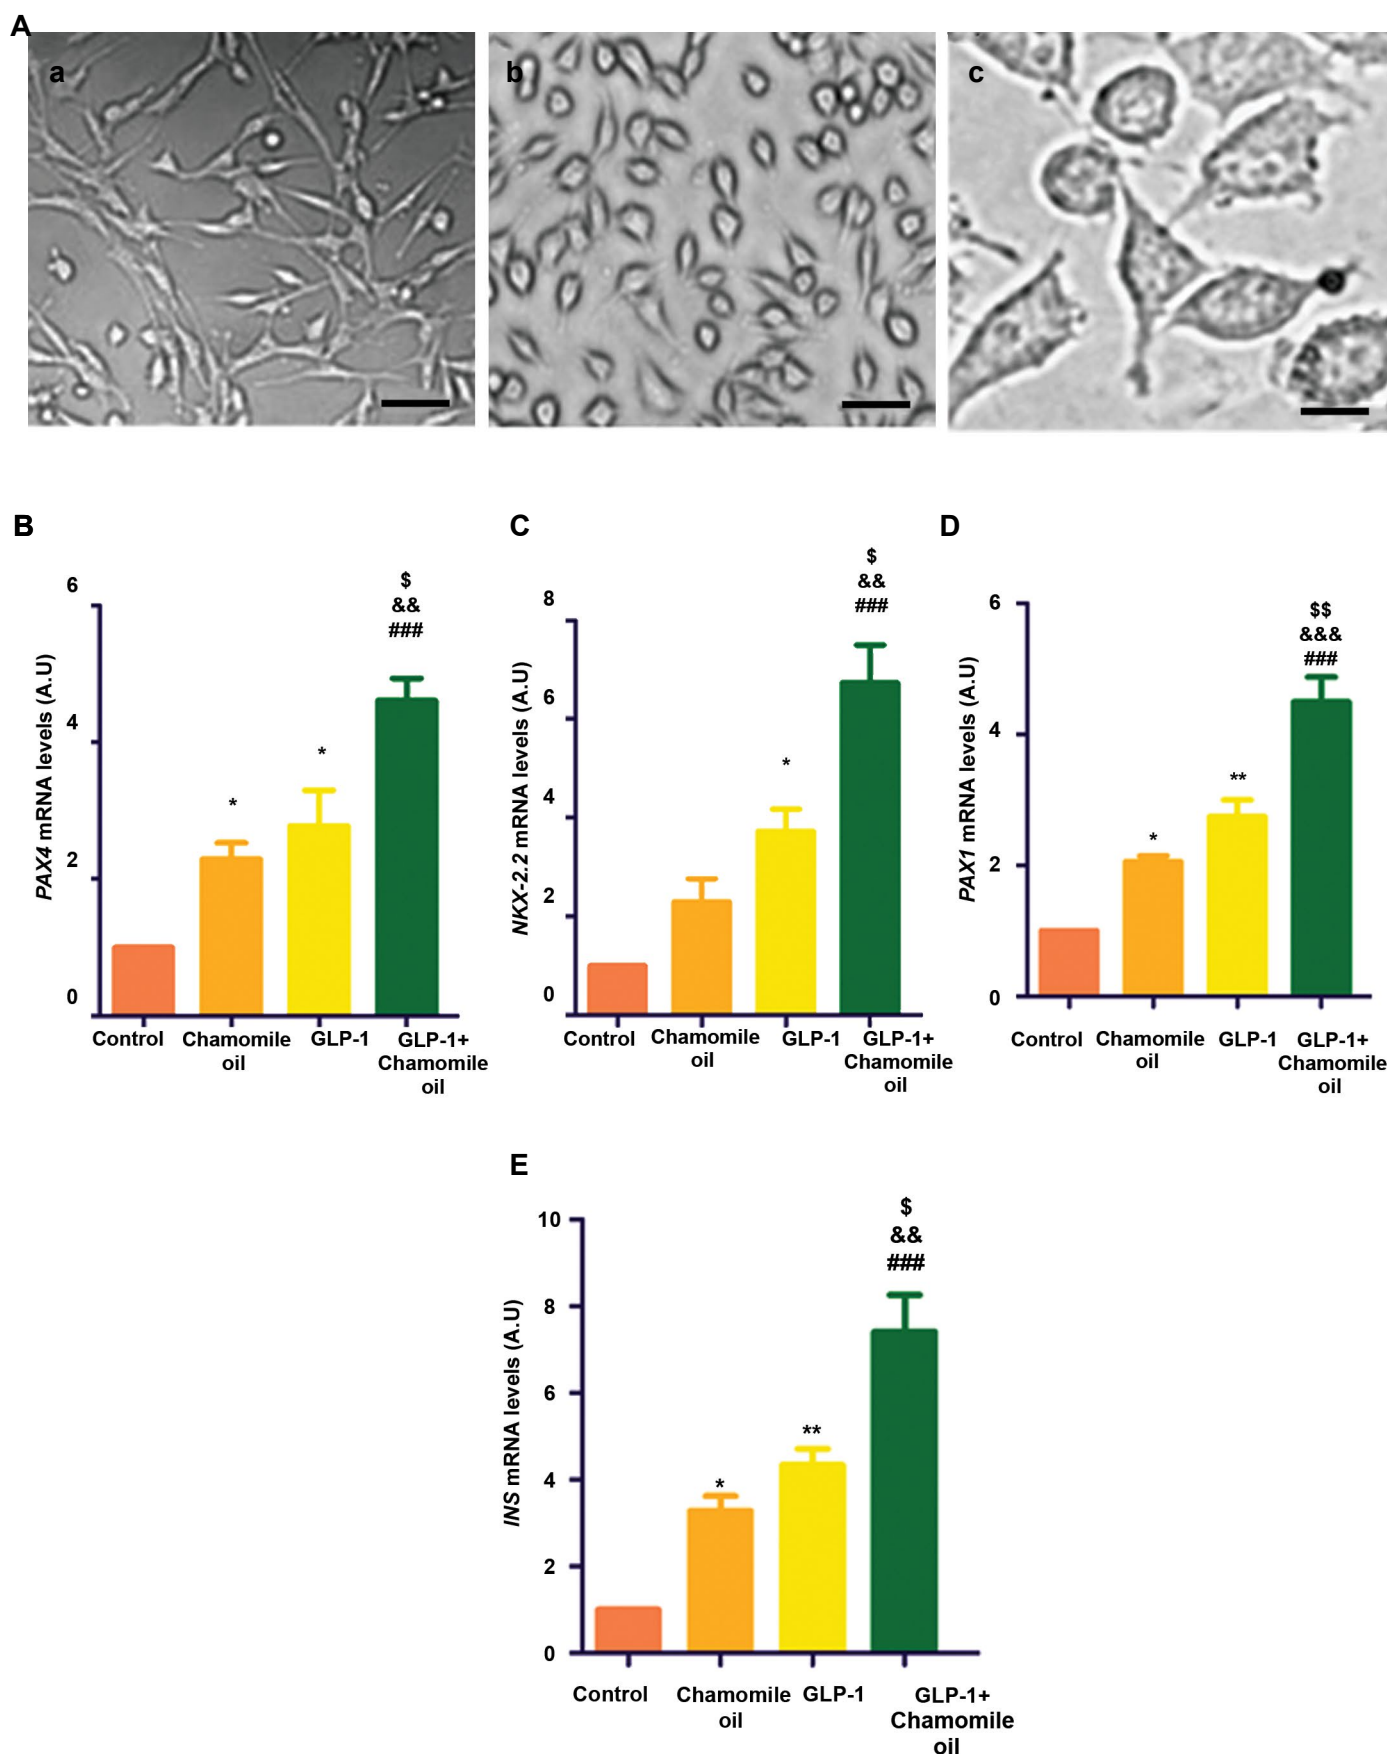 A
a
b
c
B
C
D
6
4
2
0
PAX4 mRNA levels (A.U)
*
*
$
&&
###
Control
Chamomile
oil
GLP-1
GLP-1+
Chamomile
oil
8
6
4
2
0
NKX-2.2 mRNA levels (A.U)
*
$
&&
###
Control
Chamomile
oil
GLP-1
GLP-1+
Chamomile
oil
6
4
2
0
PAX1 mRNA levels (A.U)
*
**
$$
&&&
###
Control
Chamomile
oil
GLP-1
GLP-1+
Chamomile
oil
E
10
8
6
4
2
0
INS mRNA levels (A.U)
*
**
$
&&
###
Control
Chamomile
oil
GLP-1
GLP-1+
Chamomile
oil